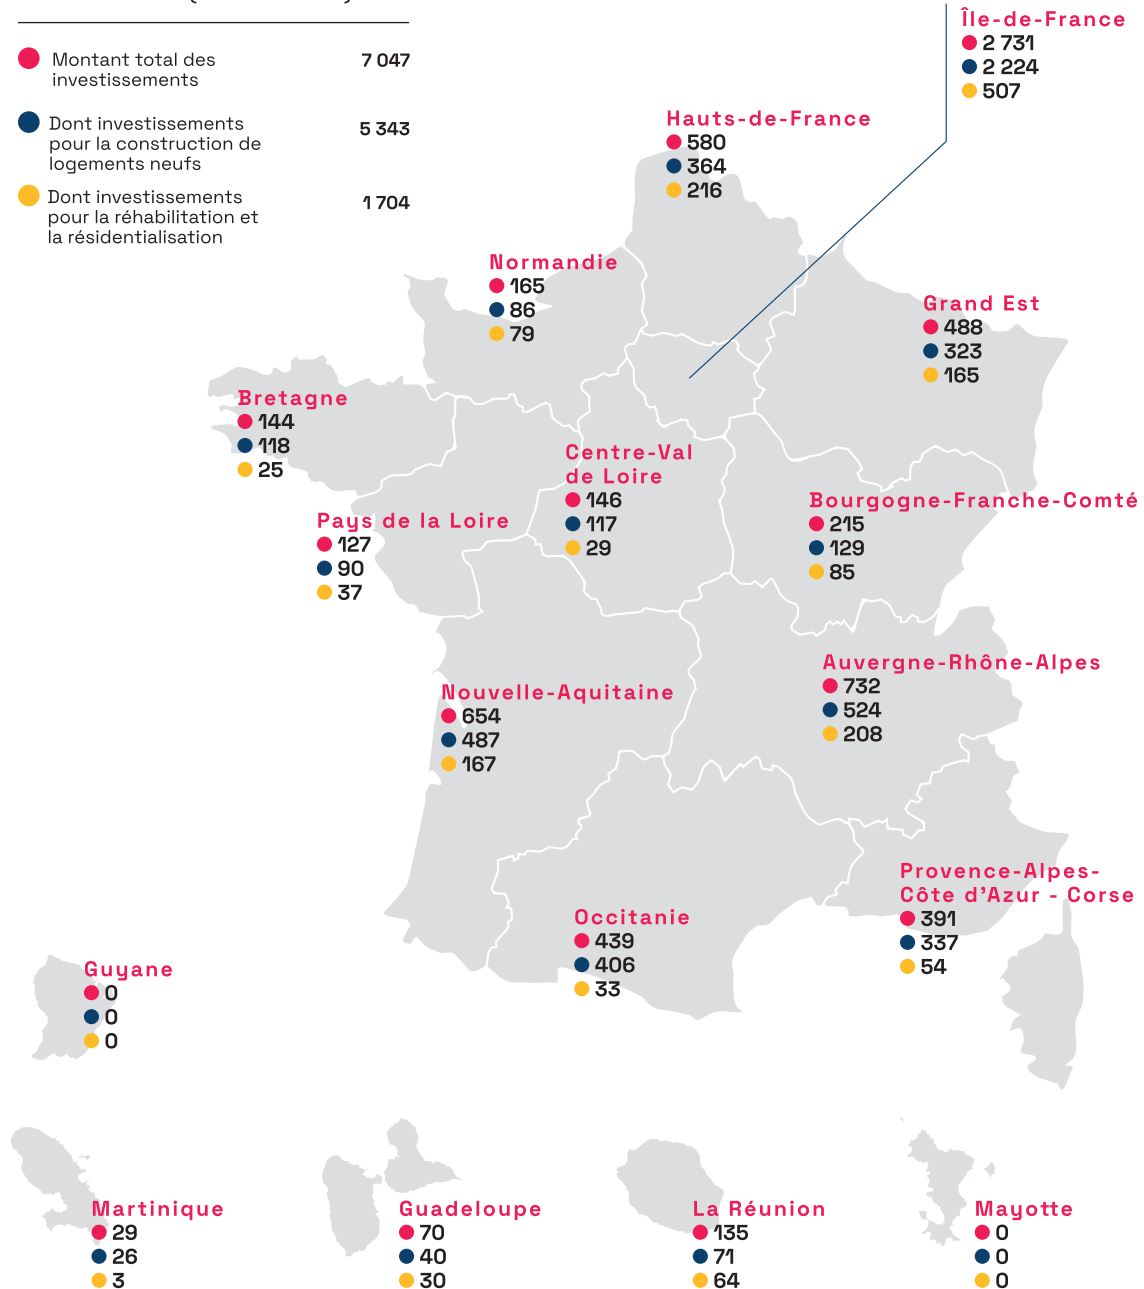 Montant total des
investissements
7 047
Dont investissements
pour la construction de
logements neufs
5 343
Dont investissements
pour la réhabilitation et
la résidentialisation
1 704
Île-de-France
2 731
2 224
507
Hauts-de-France
580
364
216
Normandie
165
86
79
Grand Est
488
323
165
Bretagne
144
118
25
Centre-Val
de Loire
146
117
29
Pays de la Loire
127
90
37
Bourgogne-Franche-Comté
215
129
85
Auvergne-Rhône-Alpes
732
524
208
Nouvelle-Aquitaine
654
487
167
Provence-Alpes-
Côte d'Azur - Corse
391
337
54
Occitanie
439
406
33
Guyane
0
0
0
Martinique
29
26
3
Guadeloupe
70
40
30
La Réunion
135
71
64
Mayotte
0
0
0